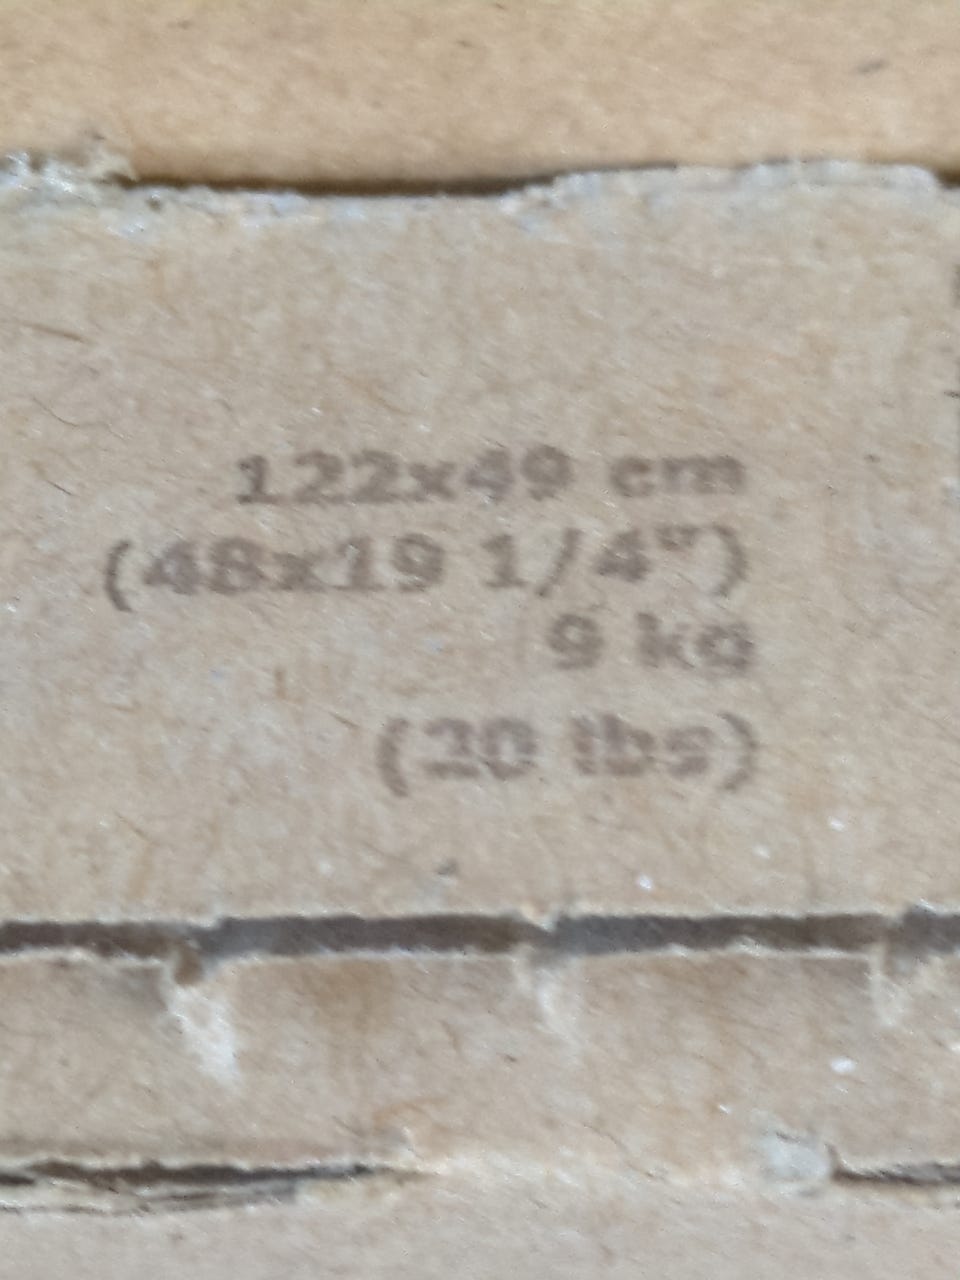 122x49 cm
(48x19 1/4")
9 kg
(20 lbs)